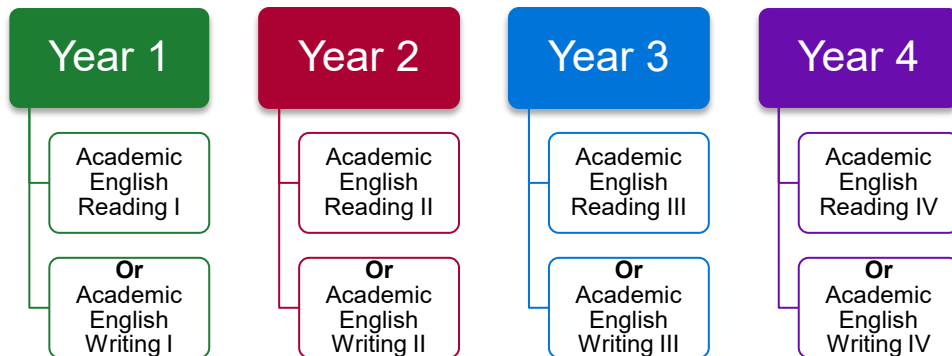 Year 1
Academic
English
Reading I
Or
Academic
English
Writing I
Year 2
Academic
English
Reading II
Or
Academic
English
Writing II
Year 3
Academic
English
Reading III
Or
Academic
English
Writing III
Year 4
Academic
English
Reading IV
Or
Academic
English
Writing IV